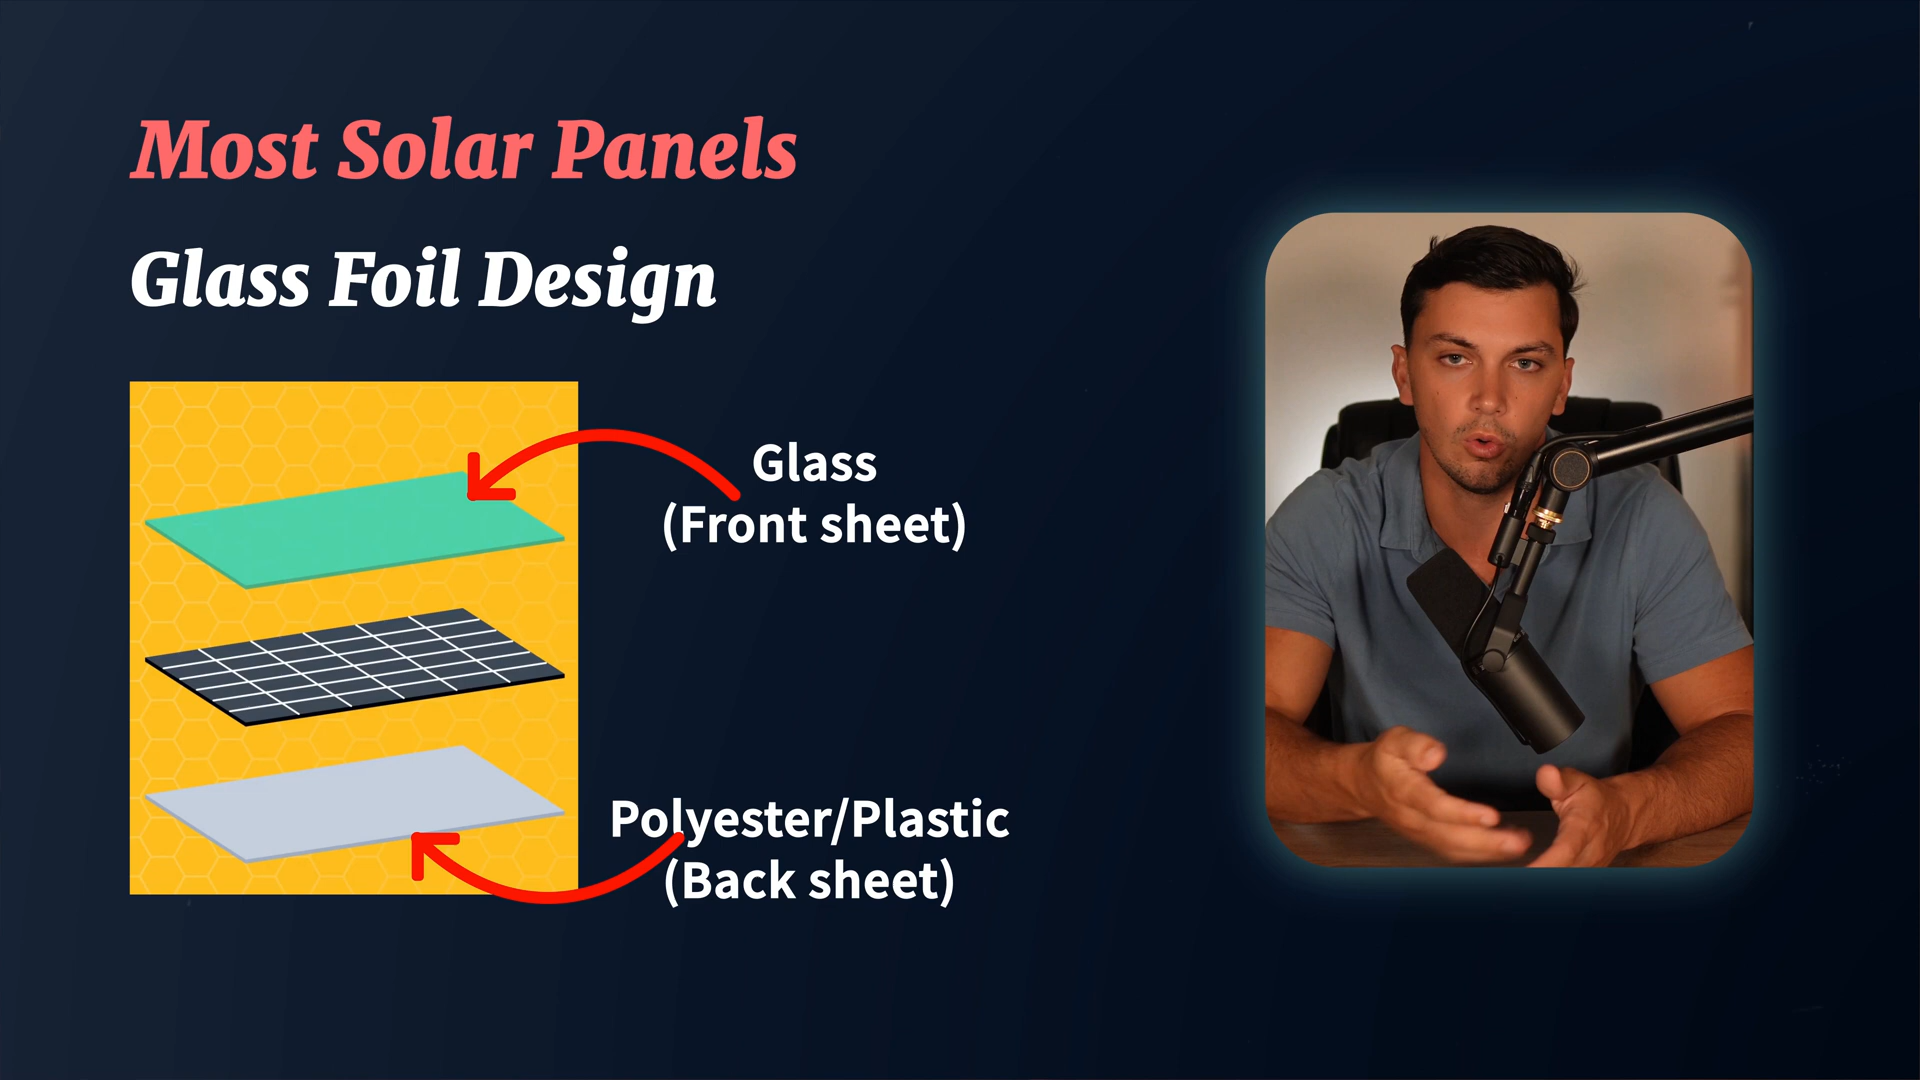 Most Solar Panels
Glass Foil Design
Glass
(Front sheet)
Polyester/Plastic
(Back sheet)